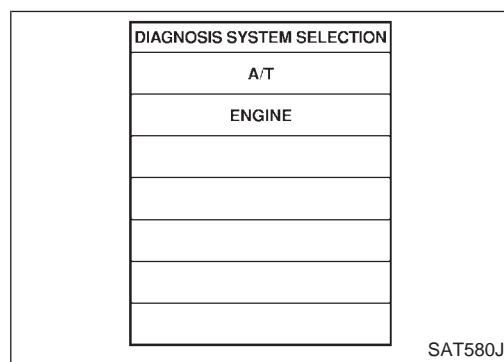 DIAGNOSIS SYSTEM SELECTION
A/T
ENGINE
SAT580J